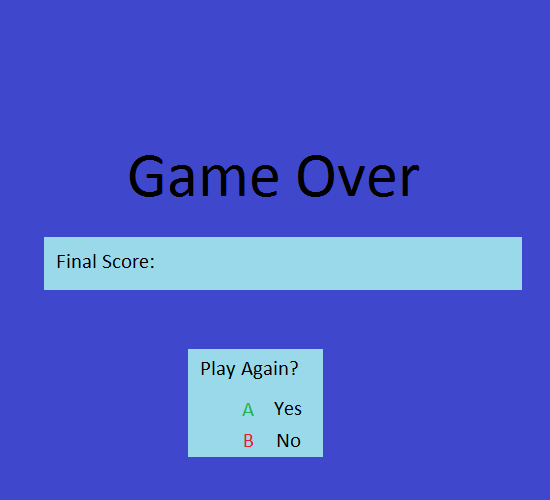 Game Over
Final Score:
Play Again?
A Yes
B No